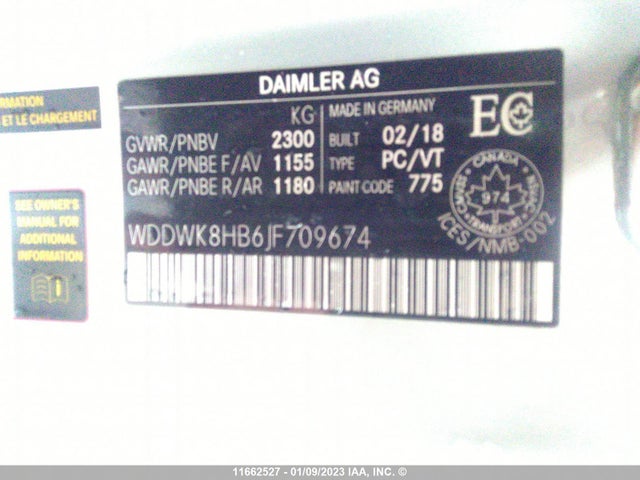 RMATION
ET LE CHARGEMENT
SEE OWNER'S
MANUAL FOR
ADDITIONAL
INFORMATION
DAIMLER AG
KG
GVWR/PNBV 2300
GAWR/PNBE F/AV 1155
GAWR/PNBE R/AR 1180
MADE IN GERMANY
BUILT 02/18
TYPE PC/VT
PAINT CODE 775
EC
CANADA
974
TRANSPORT
ICES/NMB-002
WDDWK8HB6JF709674
11662527 - 01/09/2023 IAA, INC. ©